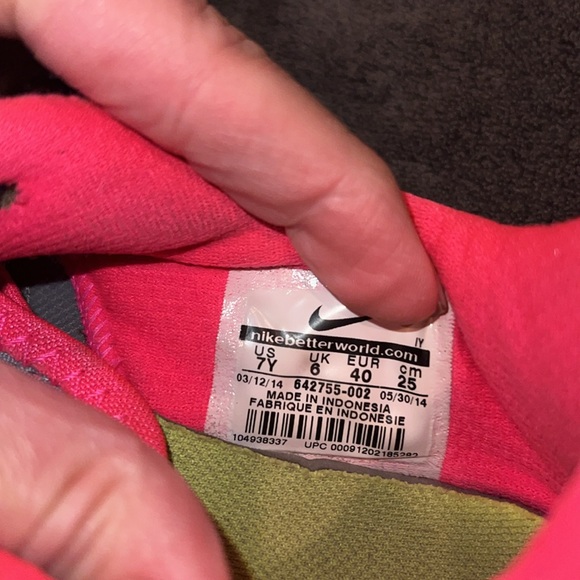 IY
nikebetterworld.com
US UK EUR cm
7Y 6 40 25
03/12/14 642755-002 05/30/14
MADE IN INDONESIA
FABRIQUE EN INDONESIE
104938337 UPC